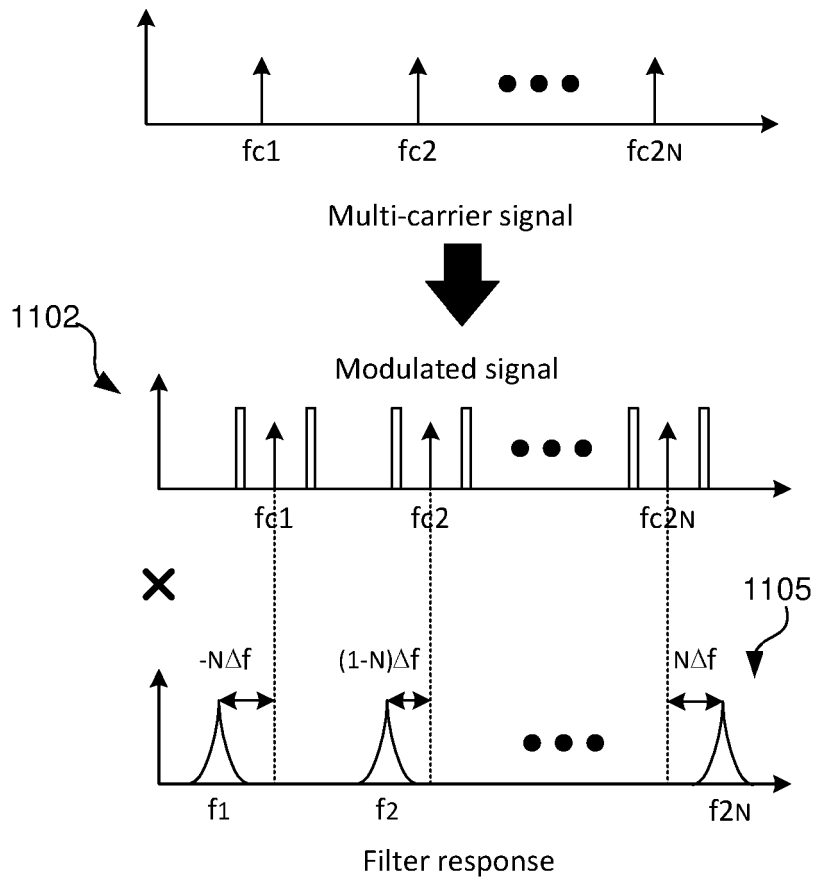 fc1 fc2 fc2N
Multi-carrier signal
1102
Modulated signal
fc1 fc2 fc2N
1105
-NΔf (1-N)Δf NΔf
f1 f2 f2N
Filter response